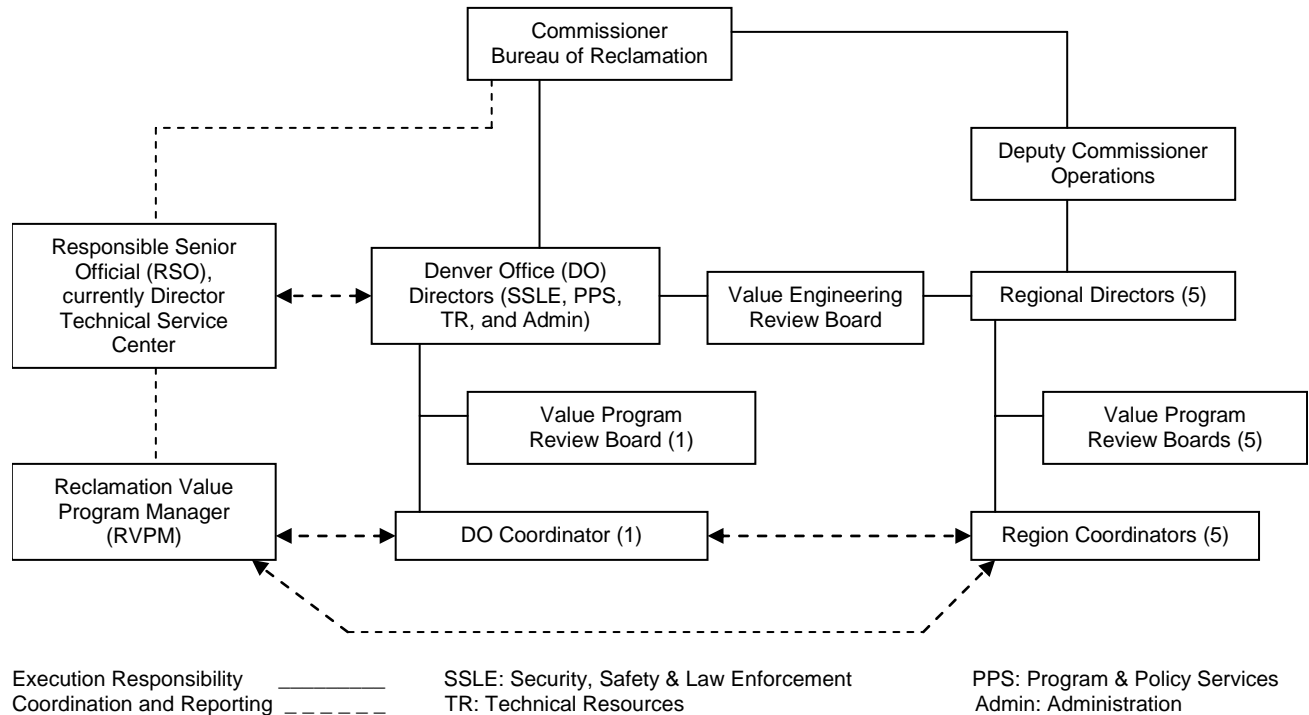 Commissioner
Bureau of Reclamation
Deputy Commissioner
Operations
Responsible Senior
Official (RSO),
currently Director
Technical Service
Center
Denver Office (DO)
Directors (SSLE, PPS,
TR, and Admin)
Value Engineering
Review Board
Regional Directors (5)
Value Program
Review Board (1)
Value Program
Review Boards (5)
Reclamation Value
Program Manager
(RVPM)
DO Coordinator (1)
Region Coordinators (5)
Execution Responsibility _________ SSLE: Security, Safety & Law Enforcement PPS: Program & Policy Services
Coordination and Reporting _ _ _ _ _ _ TR: Technical Resources Admin: Administration